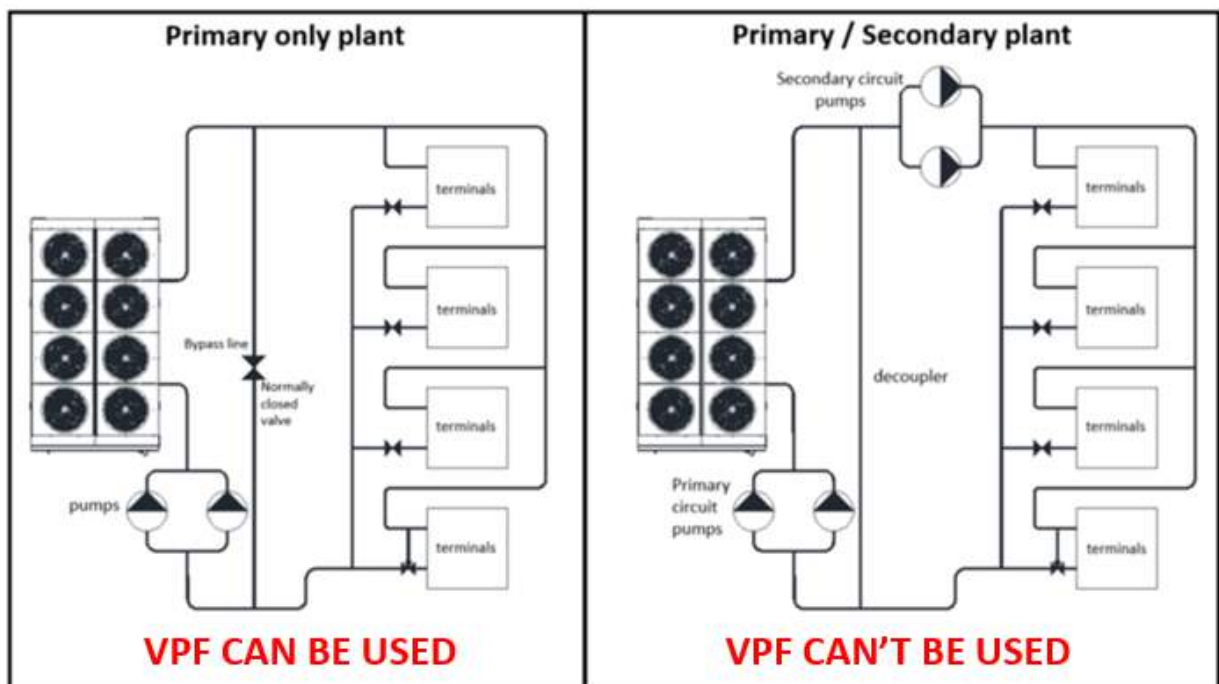 Primary only plant
terminals
terminals
Bypass line
Normally
closed
valve
terminals
pumps
terminals
VPF CAN BE USED
Primary / Secondary plant
Secondary circuit
pumps
terminals
terminals
decoupler
terminals
Primary
circuit
pumps
terminals
VPF CAN'T BE USED